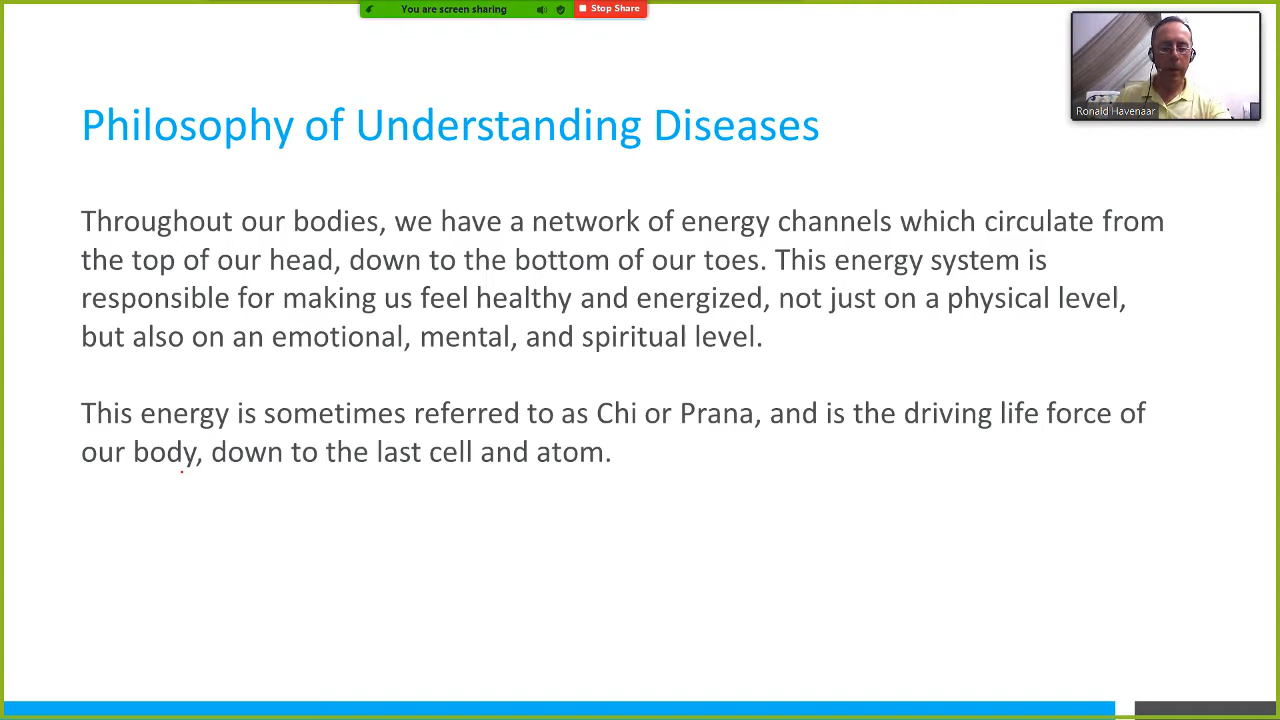 You are screen sharing
Stop Share
Ronald Havenaar
Philosophy of Understanding Diseases
Throughout our bodies, we have a network of energy channels which circulate from
the top of our head, down to the bottom of our toes. This energy system is
responsible for making us feel healthy and energized, not just on a physical level,
but also on an emotional, mental, and spiritual level.
This energy is sometimes referred to as Chi or Prana, and is the driving life force of
our body, down to the last cell and atom.